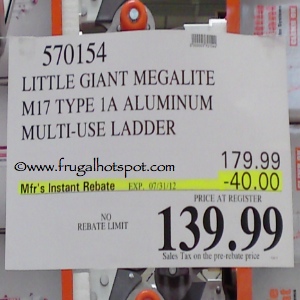 570154
LITTLE GIANT MEGALITE
M17 TYPE 1A ALUMINUM
MULTI-USE LADDER
179.99
www.frugalhotspot.com
Mfr's Instant Rebate EXP. 07/31/12 -40.00
PRICE AT REGISTER
NO
REBATE LIMIT
139.99
Sales Tax on the pre-rebate price